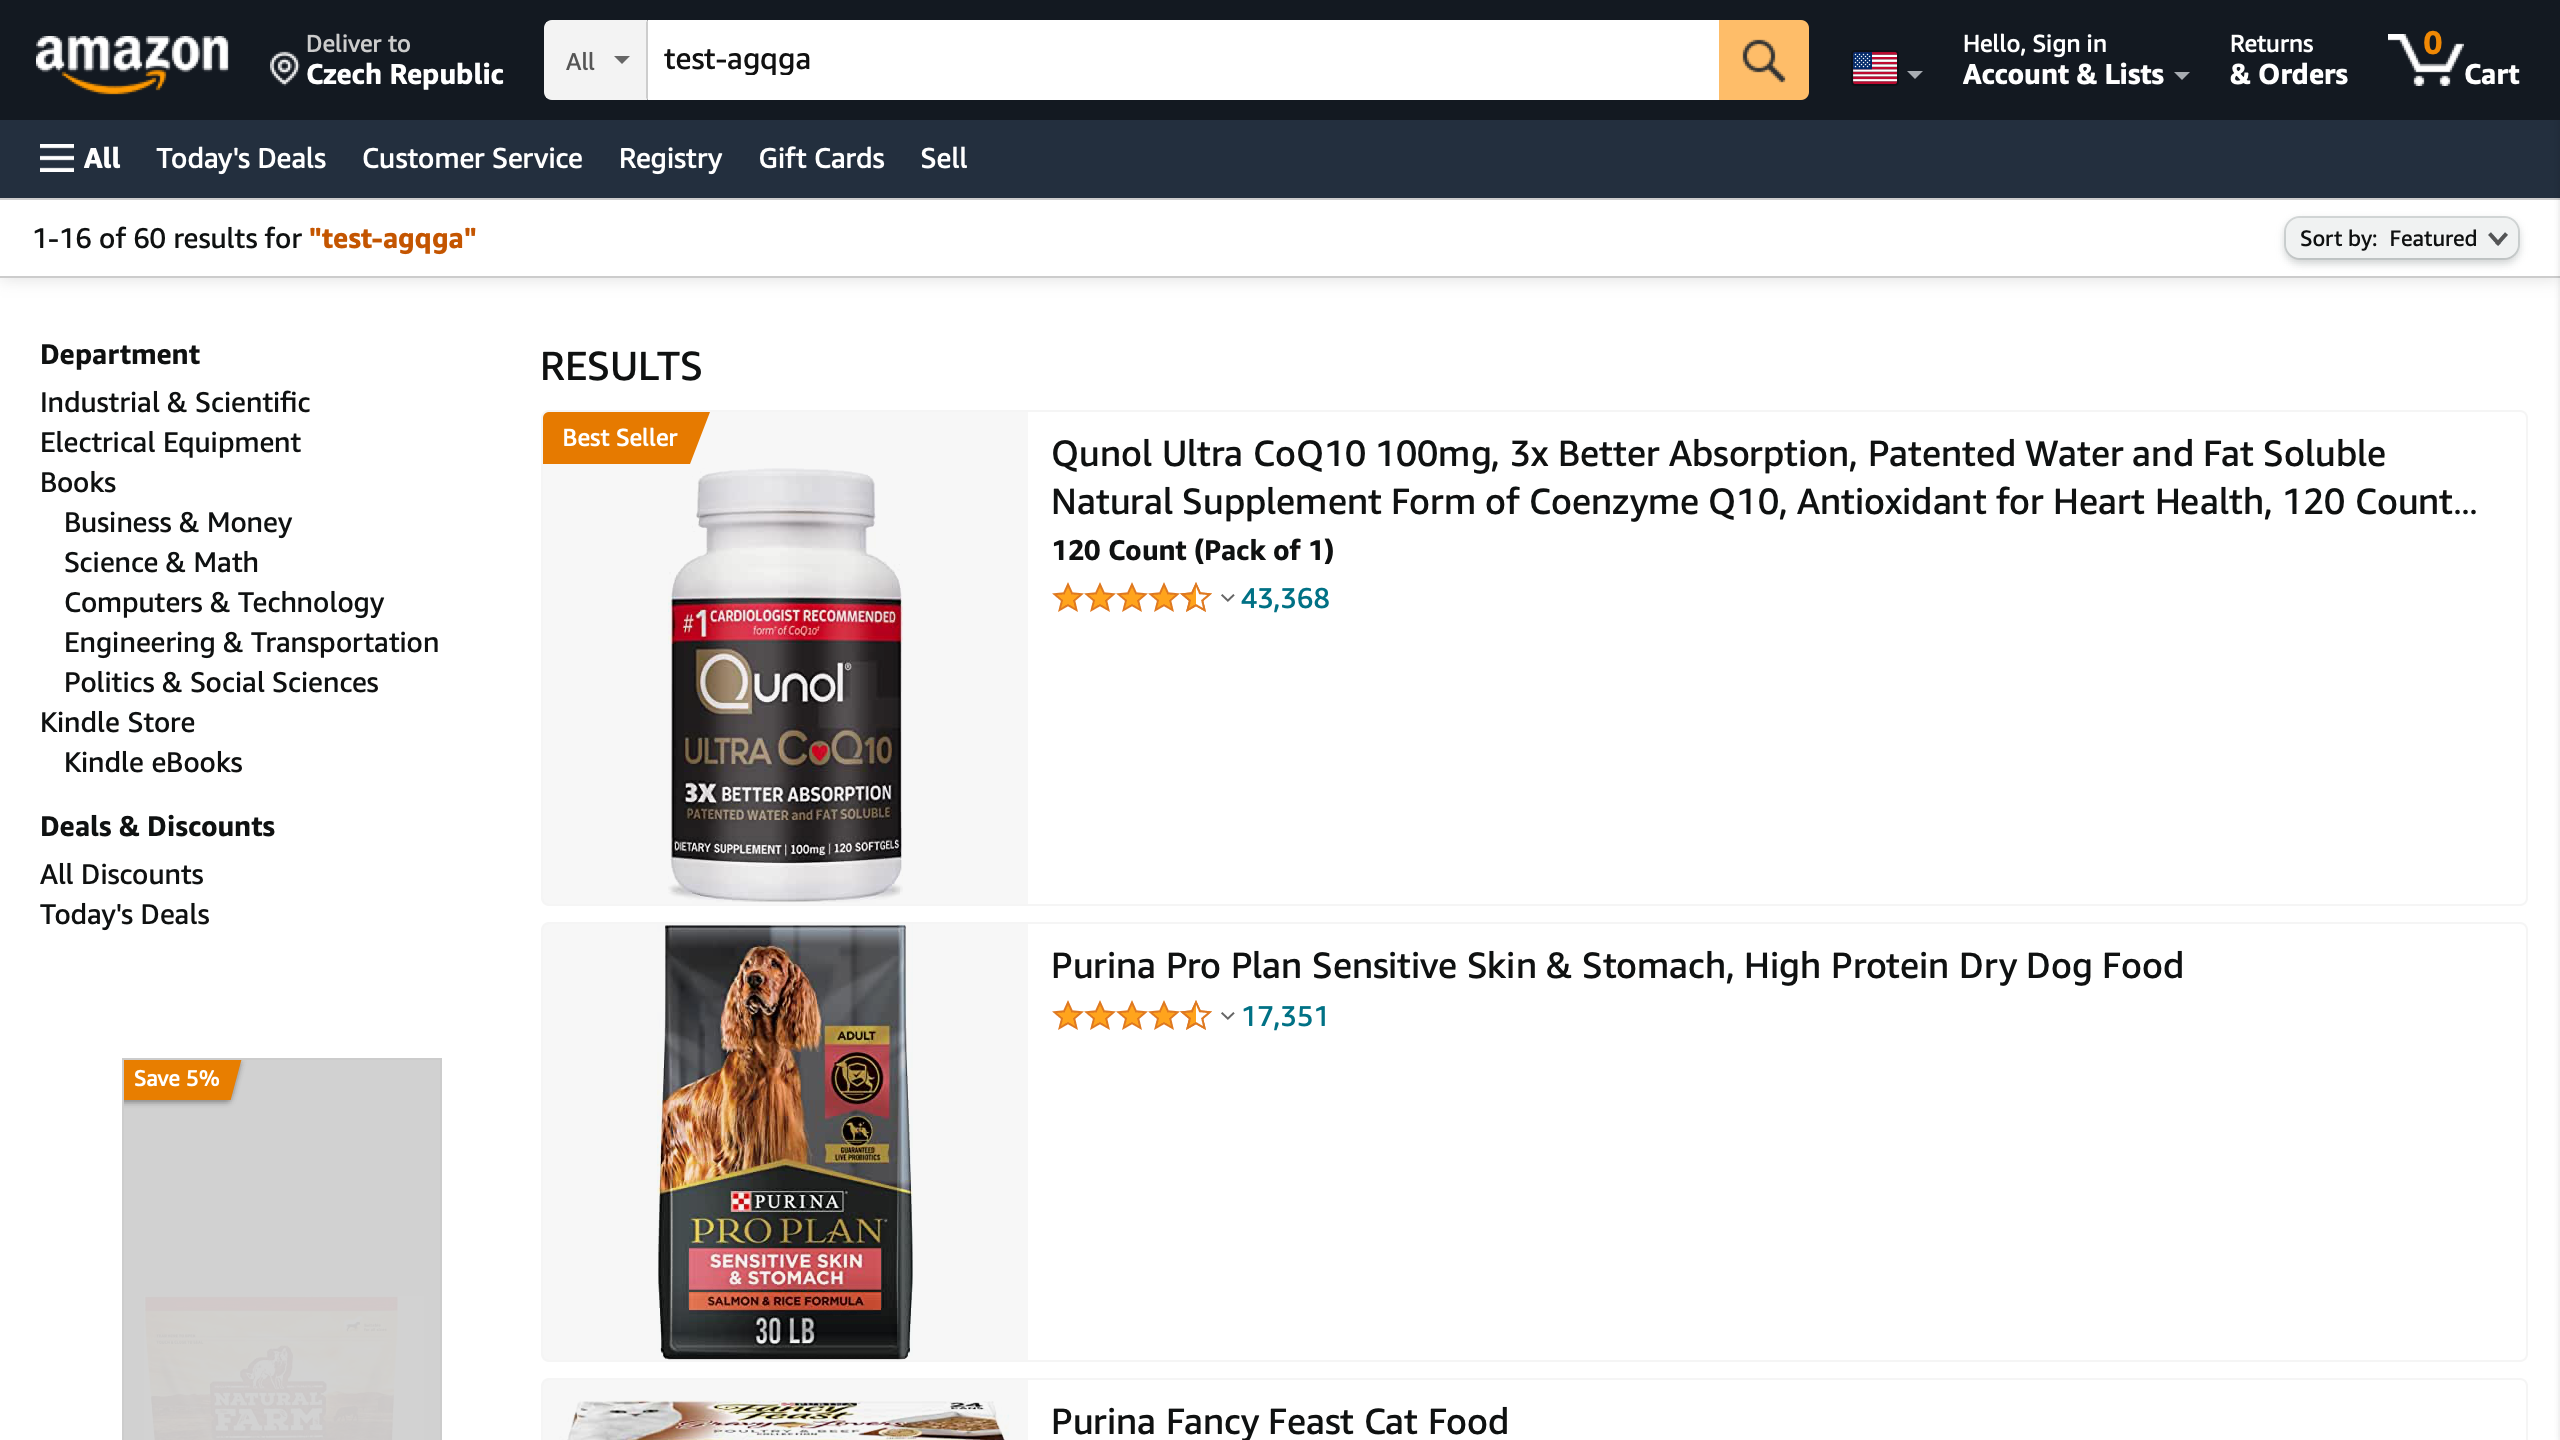 amazon
Deliver to
Czech Republic
All
test-agqga
Hello, Sign in
Account & Lists
Returns
& Orders
0
Cart
All
Today's Deals
Customer Service
Registry
Gift Cards
Sell
1-16 of 60 results for "test-agqga"
Sort by: Featured
Department
Industrial & Scientific
Electrical Equipment
Books
Business & Money
Science & Math
Computers & Technology
Engineering & Transportation
Politics & Social Sciences
Kindle Store
Kindle eBooks
Deals & Discounts
All Discounts
Today's Deals
Save 5%
NATURAL
FARM
RESULTS
Best Seller
#1 CARDIOLOGIST RECOMMENDED
form† of CoQ10²
Qunol®
ULTRA CoQ10
3X BETTER ABSORPTION
PATENTED WATER and FAT SOLUBLE
DIETARY SUPPLEMENT | 100mg | 120 SOFTGELS
Qunol Ultra CoQ10 100mg, 3x Better Absorption, Patented Water and Fat Soluble
Natural Supplement Form of Coenzyme Q10, Antioxidant for Heart Health, 120 Count...
120 Count (Pack of 1)
43,368
ADULT
GUARANTEED
LIVE PROBIOTICS
PURINA
PRO PLAN
SENSITIVE SKIN
& STOMACH
SALMON & RICE FORMULA
30 LB
Purina Pro Plan Sensitive Skin & Stomach, High Protein Dry Dog Food
17,351
Fancy
Feast
Gravy Lovers
POULTRY & BEEF
COLLECTION
24
Purina Fancy Feast Cat Food